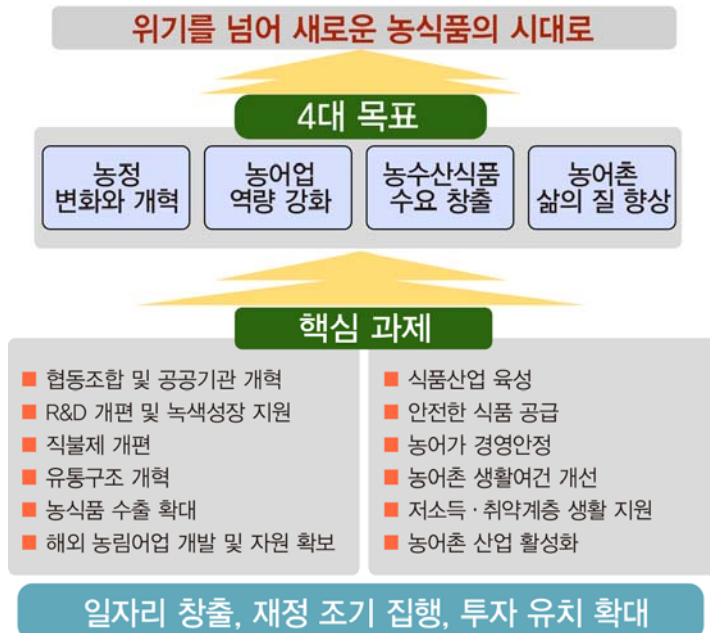 위기를 넘어 새로운 농식품의 시대로
4대 목표
농정
변화와 개혁
농어업
역량 강화
농수산식품
수요 창출
농어촌
삶의 질 향상
핵심 과제
■ 협동조합 및 공공기관 개혁
■ R&D 개편 및 녹색성장 지원
■ 직불제 개편
■ 유통구조 개혁
■ 농식품 수출 확대
■ 해외 농림어업 개발 및 자원 확보
■ 식품산업 육성
■ 안전한 식품 공급
■ 농어가 경영안정
■ 농어촌 생활여건 개선
■ 저소득·취약계층 생활 지원
■ 농어촌 산업 활성화
일자리 창출, 재정 조기 집행, 투자 유치 확대